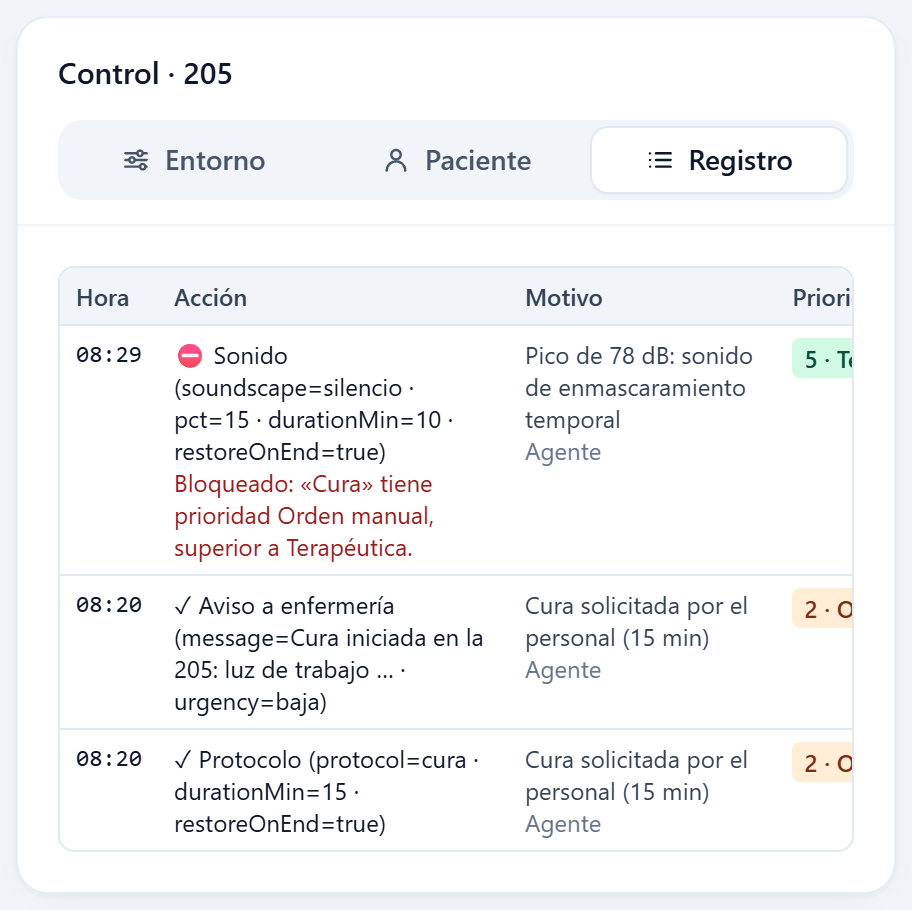 Control · 205
Entorno
Paciente
Registro
Hora
Acción
Motivo
Priori
08:29
⛔ Sonido
(soundscape=silencio ·
pct=15 · durationMin=10 ·
restoreOnEnd=true)
Bloqueado: «Cura» tiene
prioridad Orden manual,
superior a Terapéutica.
Pico de 78 dB: sonido
de enmascaramiento
temporal
Agente
5 · Te
08:20
✓ Aviso a enfermería
(message=Cura iniciada en la
205: luz de trabajo … ·
urgency=baja)
Cura solicitada por el
personal (15 min)
Agente
2 · O
08:20
✓ Protocolo (protocol=cura ·
durationMin=15 ·
restoreOnEnd=true)
Cura solicitada por el
personal (15 min)
Agente
2 · O